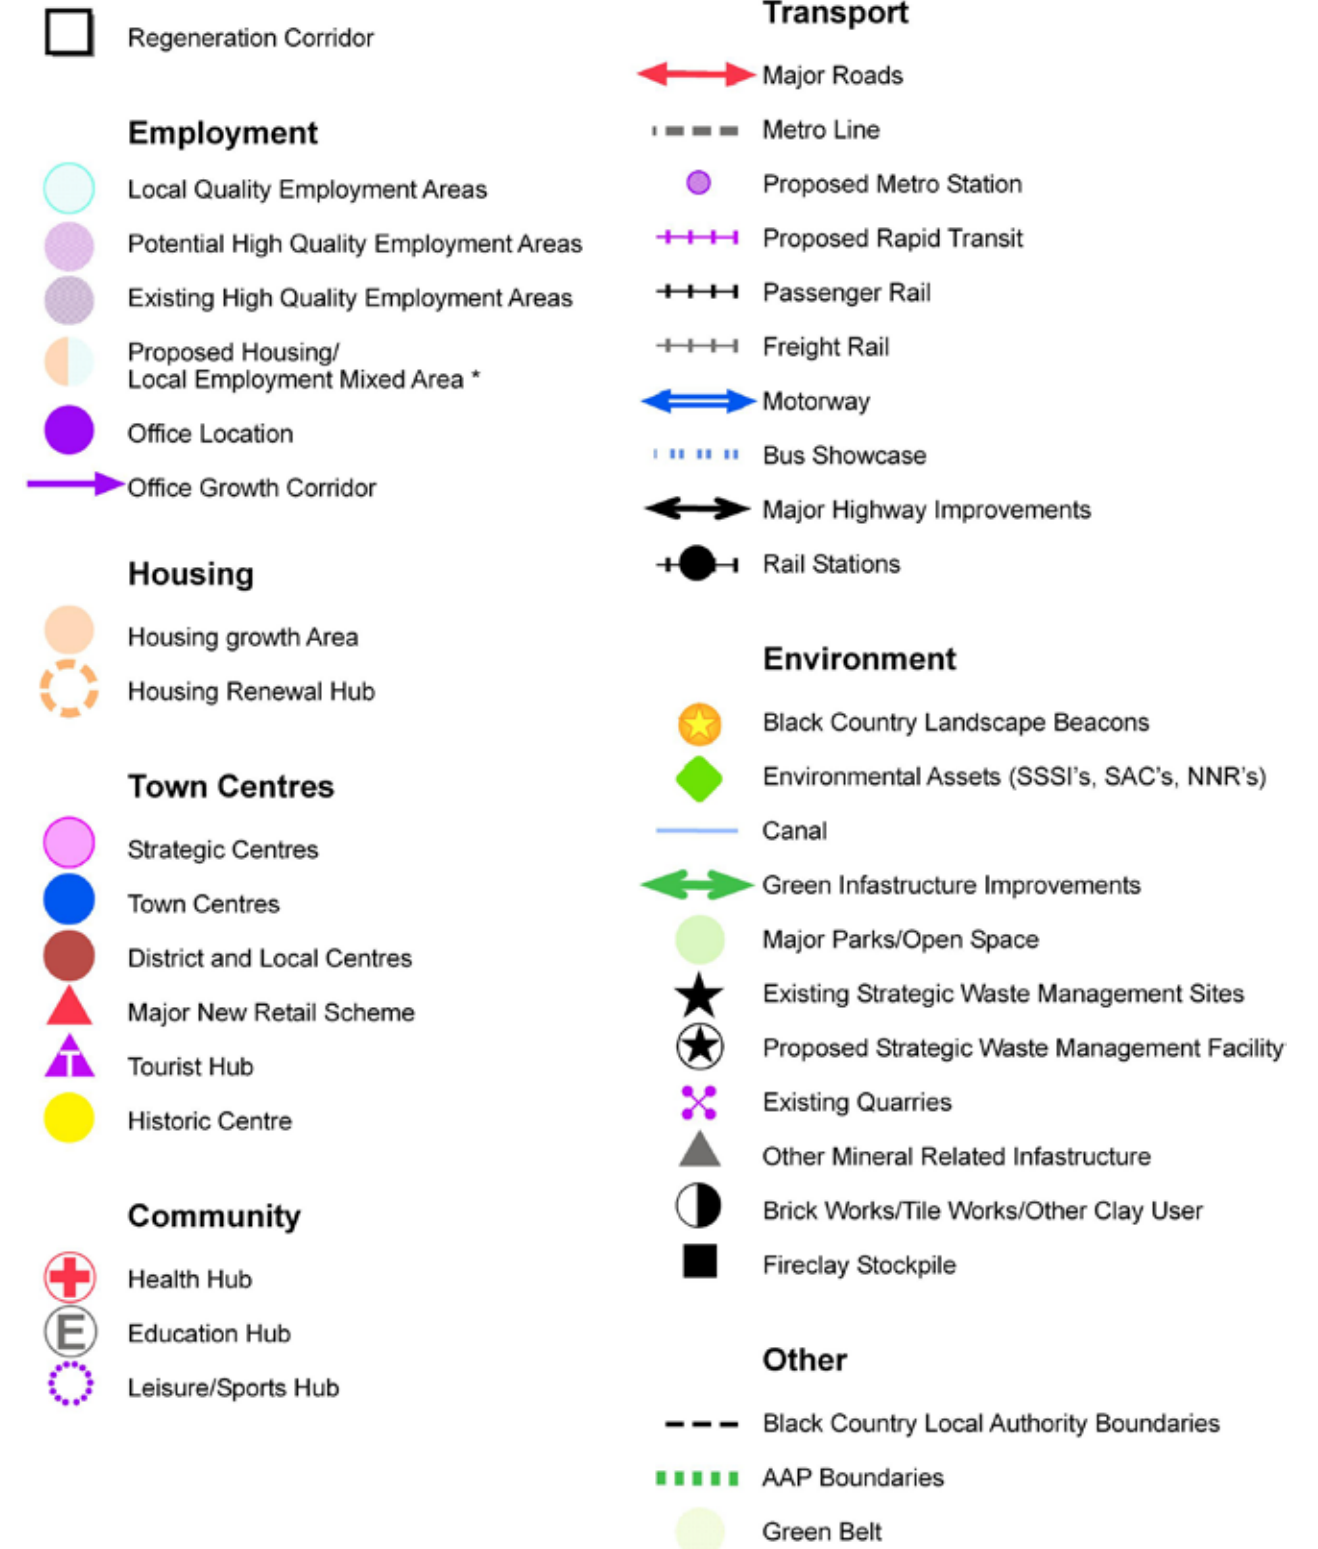 Regeneration Corridor
Employment
Local Quality Employment Areas
Potential High Quality Employment Areas
Existing High Quality Employment Areas
Proposed Housing/
Local Employment Mixed Area *
Office Location
Office Growth Corridor
Housing
Housing growth Area
Housing Renewal Hub
Town Centres
Strategic Centres
Town Centres
District and Local Centres
Major New Retail Scheme
T
Tourist Hub
Historic Centre
Community
Health Hub
E
Education Hub
Leisure/Sports Hub
Transport
Major Roads
Metro Line
Proposed Metro Station
Proposed Rapid Transit
Passenger Rail
Freight Rail
Motorway
Bus Showcase
Major Highway Improvements
Rail Stations
Environment
Black Country Landscape Beacons
Environmental Assets (SSSI's, SAC's, NNR's)
Canal
Green Infastructure Improvements
Major Parks/Open Space
Existing Strategic Waste Management Sites
Proposed Strategic Waste Management Facility
Existing Quarries
Other Mineral Related Infastructure
Brick Works/Tile Works/Other Clay User
Fireclay Stockpile
Other
Black Country Local Authority Boundaries
AAP Boundaries
Green Belt